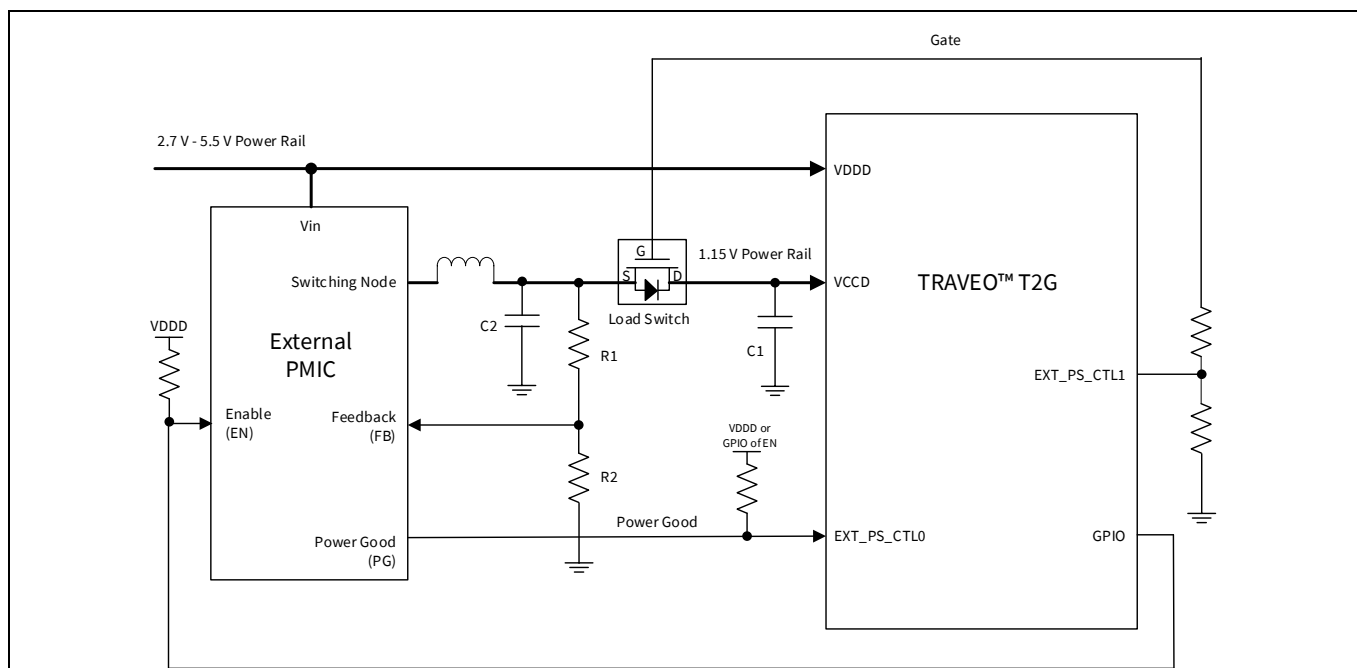 Gate
2.7 V - 5.5 V Power Rail
VDDD
Vin
G
1.15 V Power Rail
S
D
Switching Node
VCCD
TRAVEO™ T2G
Load Switch
VDDD
C2
C1
External
PMIC
R1
EXT_PS_CTL1
Enable
(EN)
Feedback
(FB)
VDDD or
GPIO of EN
R2
Power Good
Power Good
(PG)
EXT_PS_CTL0
GPIO